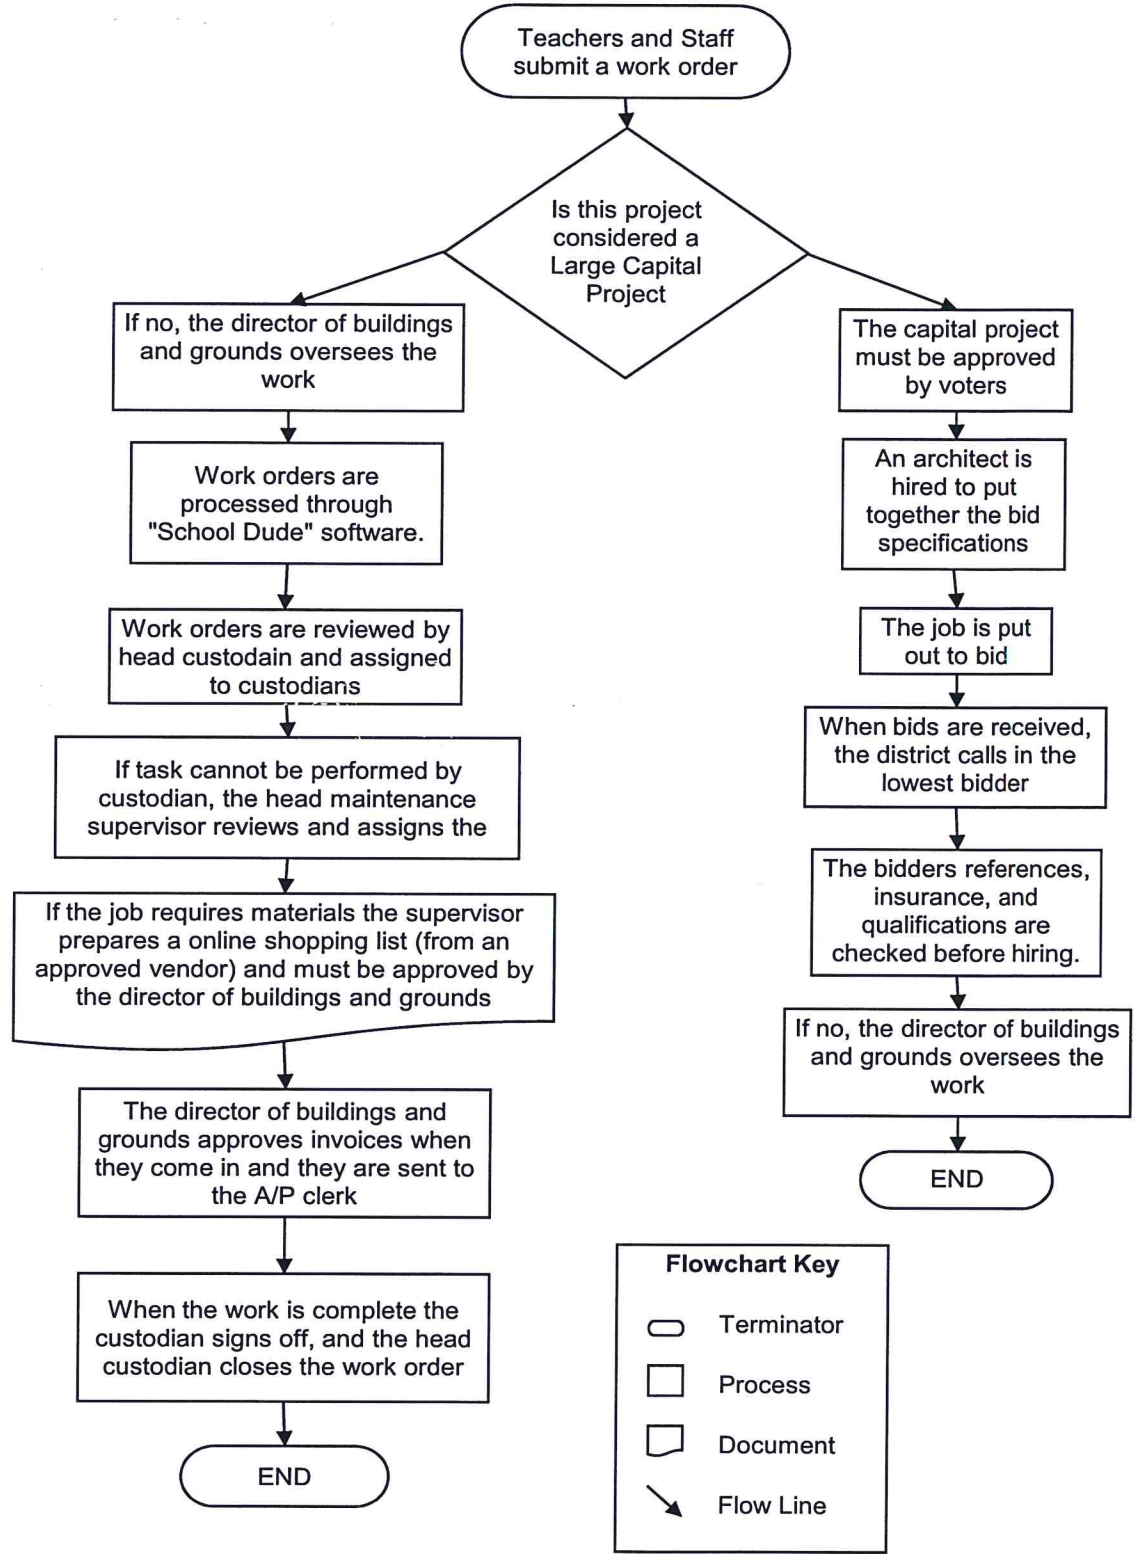 Teachers and Staff
submit a work order
Is this project
considered a
Large Capital
Project
If no, the director of buildings
and grounds oversees the
work
Work orders are
processed through
"School Dude" software.
Work orders are reviewed by
head custodain and assigned
to custodians
If task cannot be performed by
custodian, the head maintenance
supervisor reviews and assigns the
If the job requires materials the supervisor
prepares a online shopping list (from an
approved vendor) and must be approved by
the director of buildings and grounds
The director of buildings and
grounds approves invoices when
they come in and they are sent to
the A/P clerk
When the work is complete the
custodian signs off, and the head
custodian closes the work order
END
The capital project
must be approved
by voters
An architect is
hired to put
together the bid
specifications
The job is put
out to bid
When bids are received,
the district calls in the
lowest bidder
The bidders references,
insurance, and
qualifications are
checked before hiring.
If no, the director of buildings
and grounds oversees the
work
END
Flowchart Key
Terminator
Process
Document
Flow Line